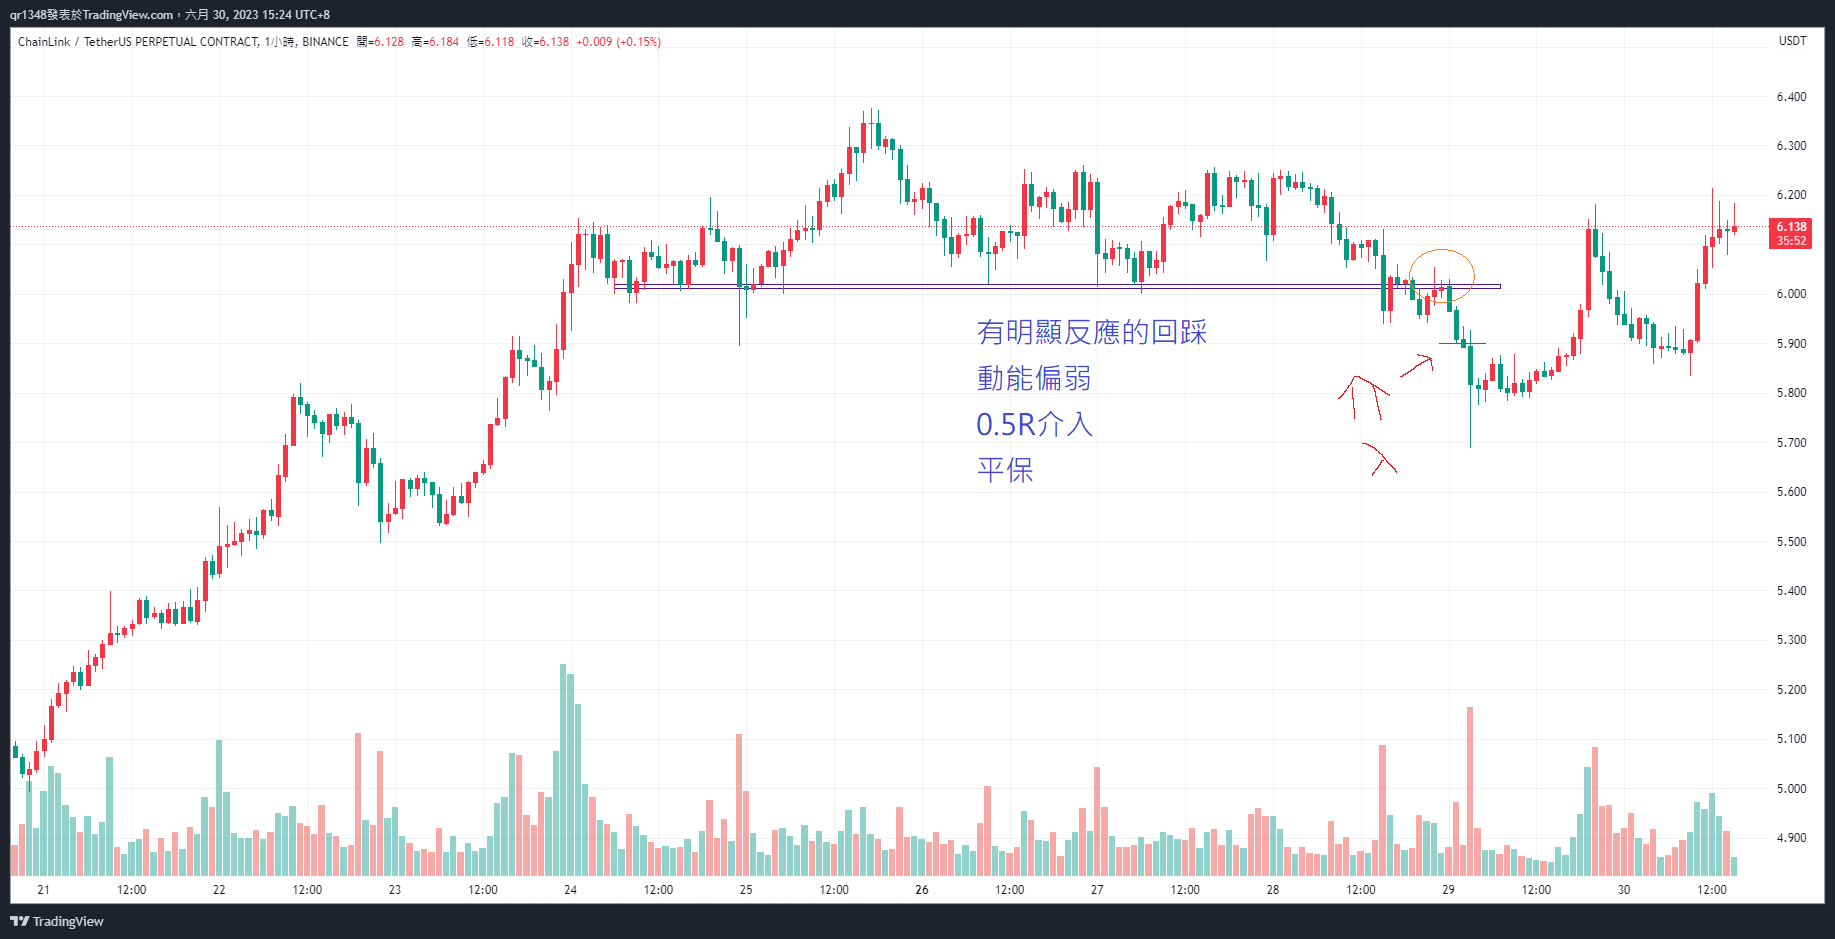 qr1348發表於TradingView.com，六月 30, 2023 15:24 UTC+8
ChainLink / TetherUS PERPETUAL CONTRACT, 1小時, BINANCE 開=6.128 高=6.184 低=6.118 收=6.138 +0.009 (+0.15%)
USDT
6.400
6.300
6.200
6.138
35:52
6.000
5.900
5.800
5.700
5.600
5.500
5.400
5.300
5.200
5.100
5.000
4.900
有明顯反應的回踩
動能偏弱
0.5R介入
平保
21 12:00 22 12:00 23 12:00 24 12:00 25 12:00 26 12:00 27 12:00 28 12:00 29 12:00 30 12:00
TradingView